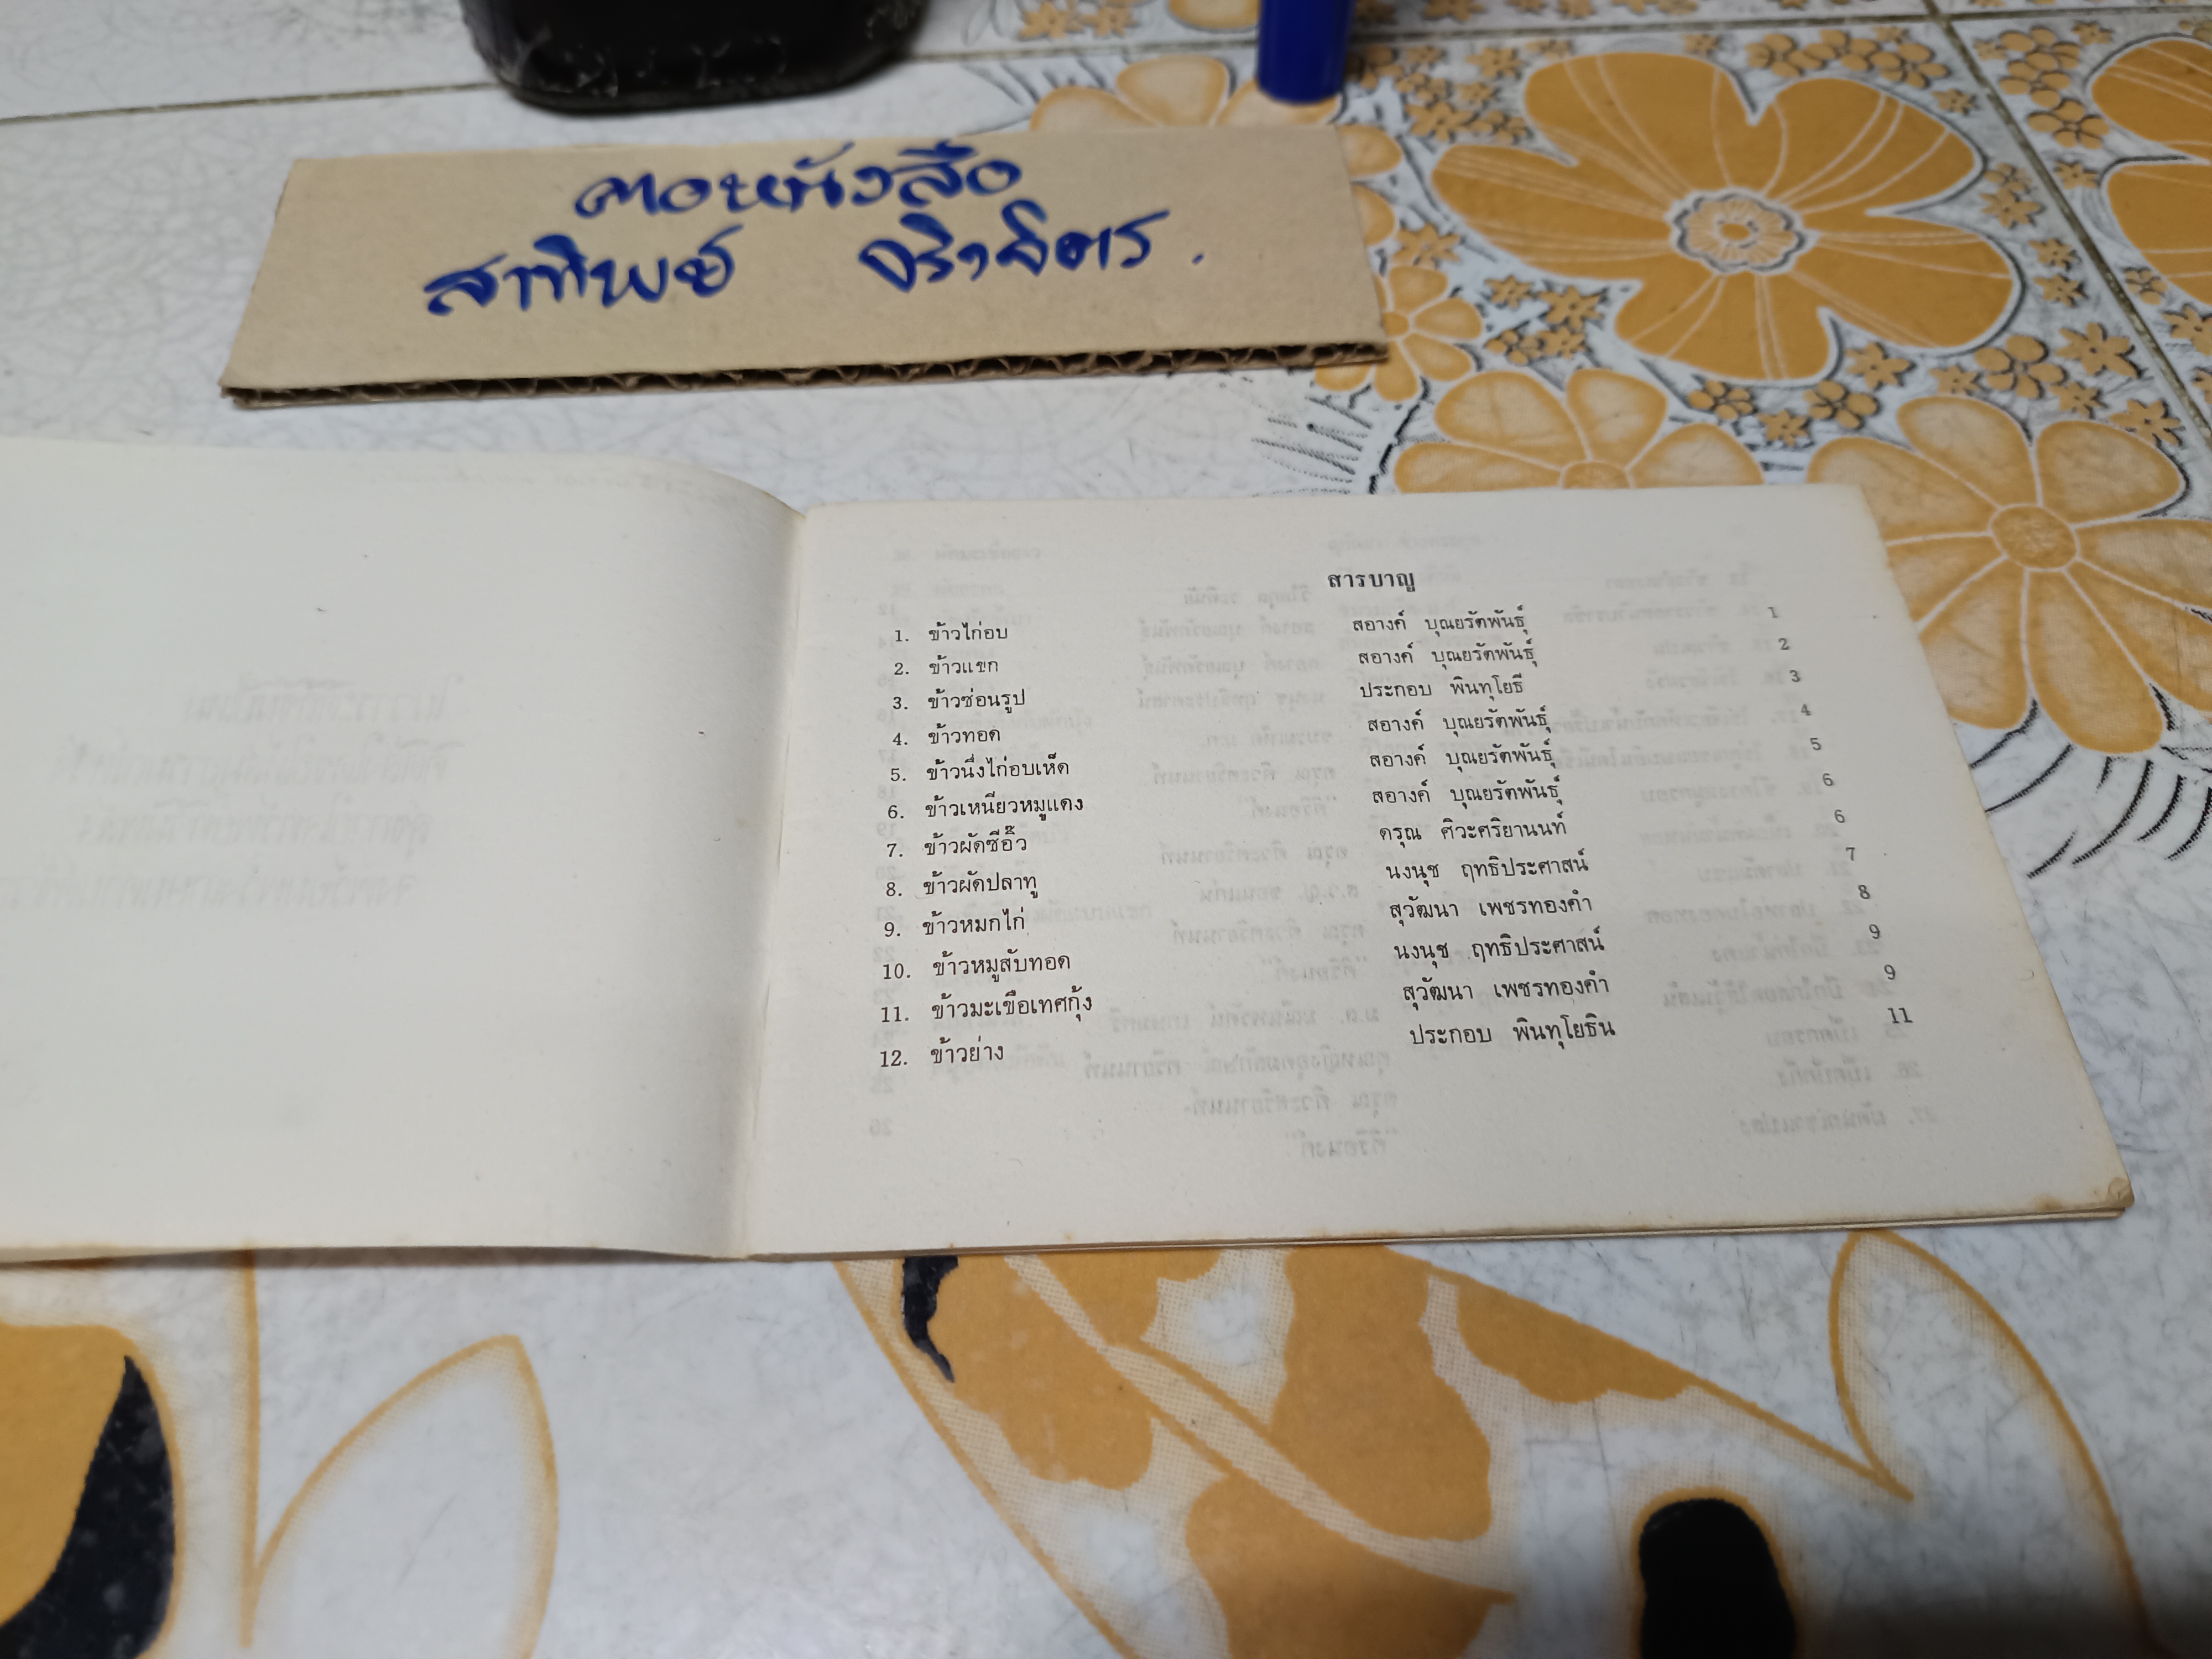 คอหนังสือ
สาทิพย์ จริงจิตร.
สารบาญ
1. ข้าวไก่อบ สอางค์ บุณยรัตพันธุ์ 1
2. ข้าวแขก สอางค์ บุณยรัตพันธุ์ 2
3. ข้าวซ่อนรูป ประกอบ พินทุโยธี 3
4. ข้าวทอด สอางค์ บุณยรัตพันธุ์ 4
5. ข้าวนึ่งไก่อบเห็ด สอางค์ บุณยรัตพันธุ์ 5
6. ข้าวเหนียวหมูแดง สอางค์ บุณยรัตพันธุ์ 6
7. ข้าวผัดซีอิ๊ว ดรุณ ศิวะศริยานนท์ 6
8. ข้าวผัดปลาทู นงนุช ฤทธิประศาสน์ 7
9. ข้าวหมกไก่ สุวัฒนา เพชรทองคำ 8
10. ข้าวหมูสับทอด นงนุช ฤทธิประศาสน์ 9
11. ข้าวมะเขือเทศกุ้ง สุวัฒนา เพชรทองคำ 9
12. ข้าวย่าง ประกอบ พินทุโยธิน 11